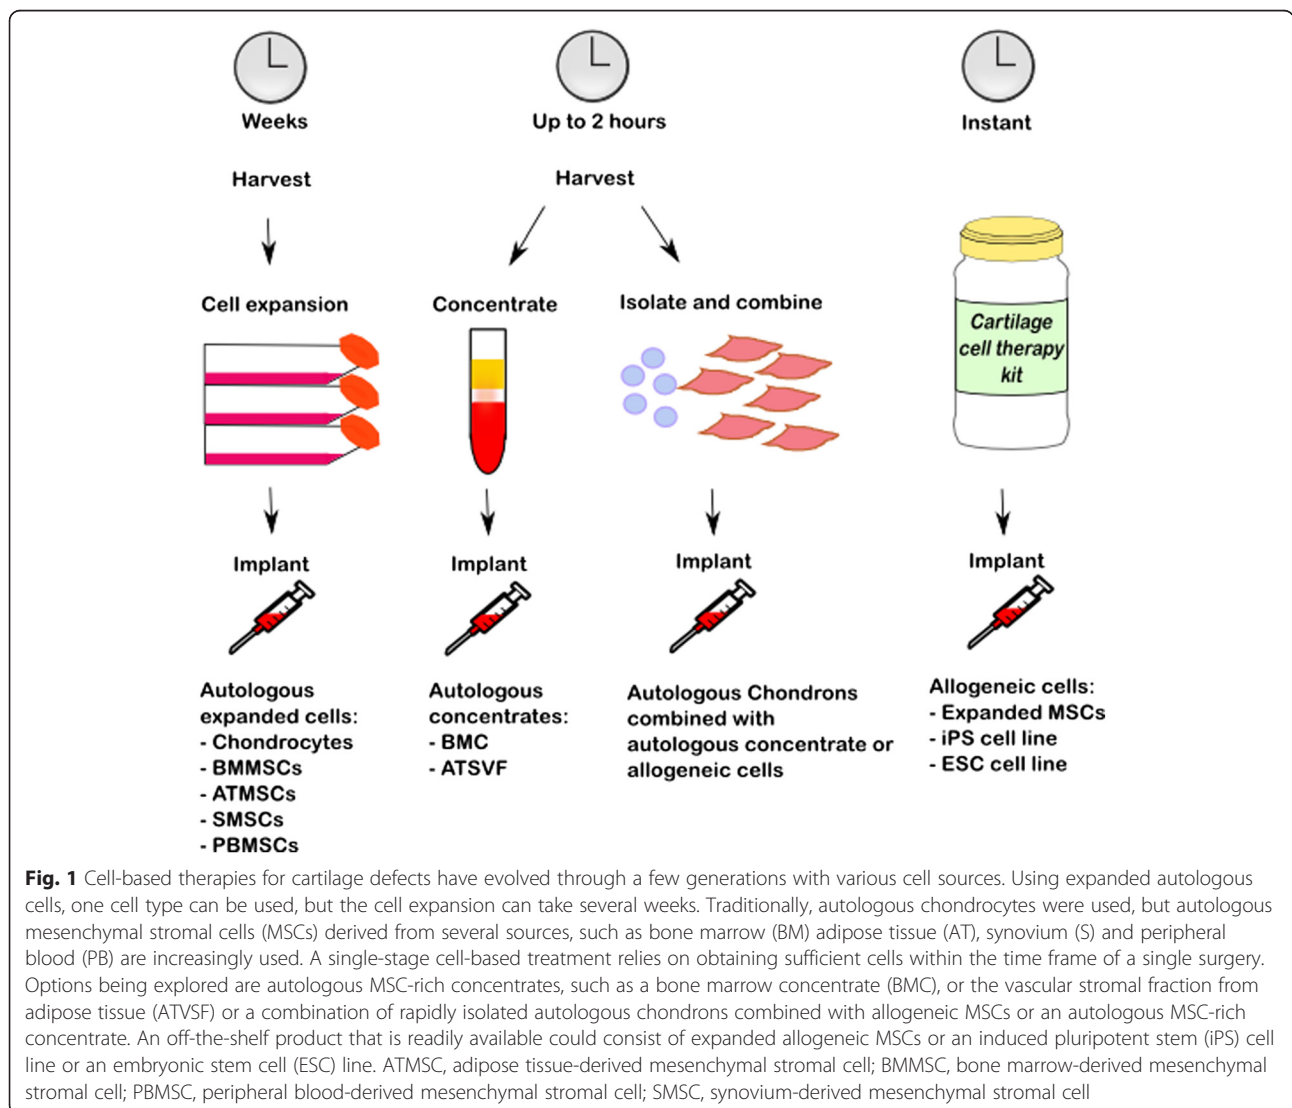 Weeks
Up to 2 hours
Instant
Harvest
Harvest
Cell expansion
Concentrate
Isolate and combine
Cartilage
cell therapy
kit
Implant
Implant
Implant
Implant
Autologous
expanded cells:
- Chondrocytes
- BMMSCs
- ATMSCs
- SMSCs
- PBMSCs
Autologous
concentrates:
- BMC
- ATSVF
Autologous Chondrons
combined with
autologous concentrate or
allogeneic cells
Allogeneic cells:
- Expanded MSCs
- iPS cell line
- ESC cell line
Fig. 1 Cell-based therapies for cartilage defects have evolved through a few generations with various cell sources. Using expanded autologous
cells, one cell type can be used, but the cell expansion can take several weeks. Traditionally, autologous chondrocytes were used, but autologous
mesenchymal stromal cells (MSCs) derived from several sources, such as bone marrow (BM) adipose tissue (AT), synovium (S) and peripheral
blood (PB) are increasingly used. A single-stage cell-based treatment relies on obtaining sufficient cells within the time frame of a single surgery.
Options being explored are autologous MSC-rich concentrates, such as a bone marrow concentrate (BMC), or the vascular stromal fraction from
adipose tissue (ATVSF) or a combination of rapidly isolated autologous chondrons combined with allogeneic MSCs or an autologous MSC-rich
concentrate. An off-the-shelf product that is readily available could consist of expanded allogeneic MSCs or an induced pluripotent stem (iPS) cell
line or an embryonic stem cell (ESC) line. ATMSC, adipose tissue-derived mesenchymal stromal cell; BMMSC, bone marrow-derived mesenchymal
stromal cell; PBMSC, peripheral blood-derived mesenchymal stromal cell; SMSC, synovium-derived mesenchymal stromal cell